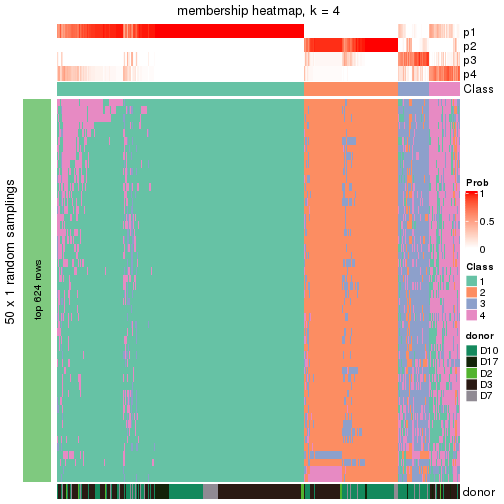 membership heatmap, k = 4
p1
p2
p3
p4
Class
50 x 1 random samplings
top 624 rows
Prob
1
0.5
0
Class
1
2
3
4
donor
D10
D17
D2
D3
D7
donor